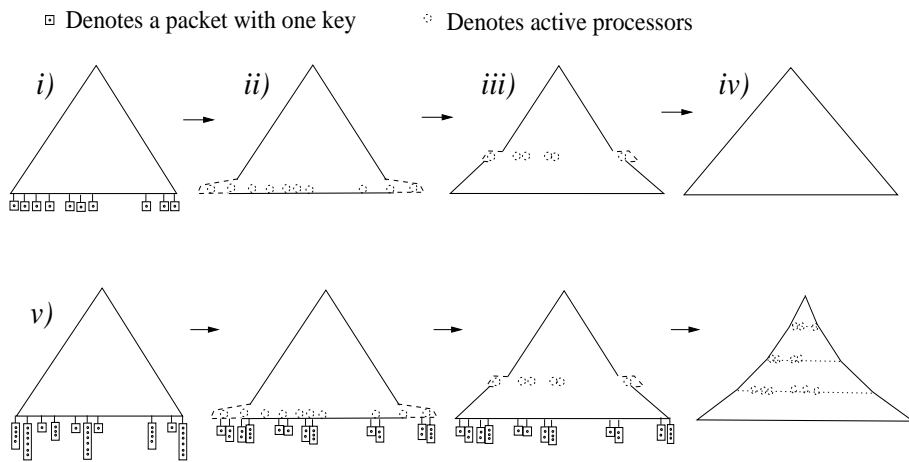 Denotes a packet with one key
Denotes active processors
i)
ii)
iii)
iv)
v)